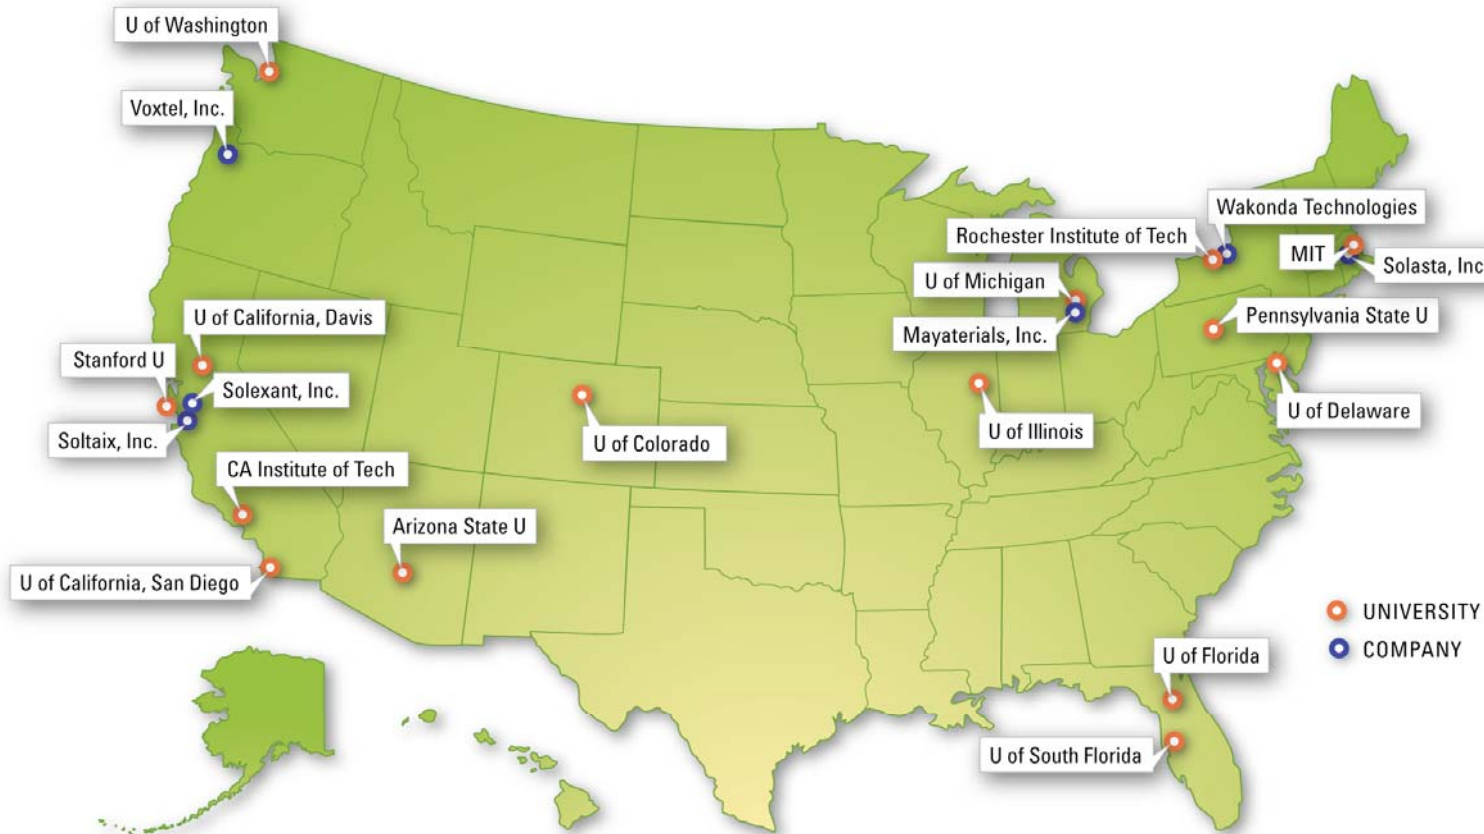 U of Washington
Voxtel, Inc.
Wakonda Technologies
Rochester Institute of Tech
MIT
Solasta, Inc
U of Michigan
Mayaterials, Inc.
Pennsylvania State U
U of California, Davis
Stanford U
Solexant, Inc.
Soltaix, Inc.
U of Delaware
U of Colorado
U of Illinois
CA Institute of Tech
Arizona State U
U of California, San Diego
UNIVERSITY
COMPANY
U of Florida
U of South Florida